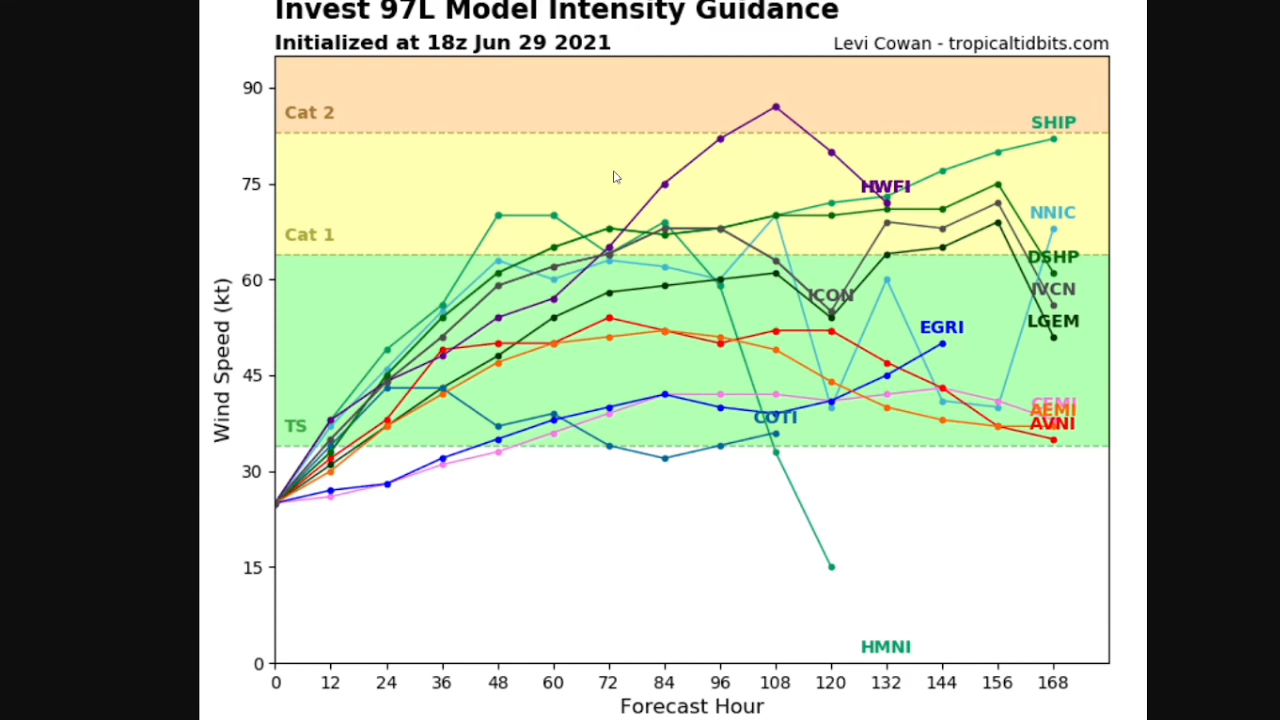 Invest 97L Model Intensity Guidance
Initialized at 18z Jun 29 2021
Levi Cowan - tropicaltidbits.com
90
Cat 2
SHIP
HWFI
75
NNIC
Cat 1
DSHP
60
ICON
IVCN
LGEM
EGRI
45
CEMI
AEMI
COTI
AVNI
TS
30
15
HMNI
0
Wind Speed (kt)
0 12 24 36 48 60 72 84 96 108 120 132 144 156 168
Forecast Hour